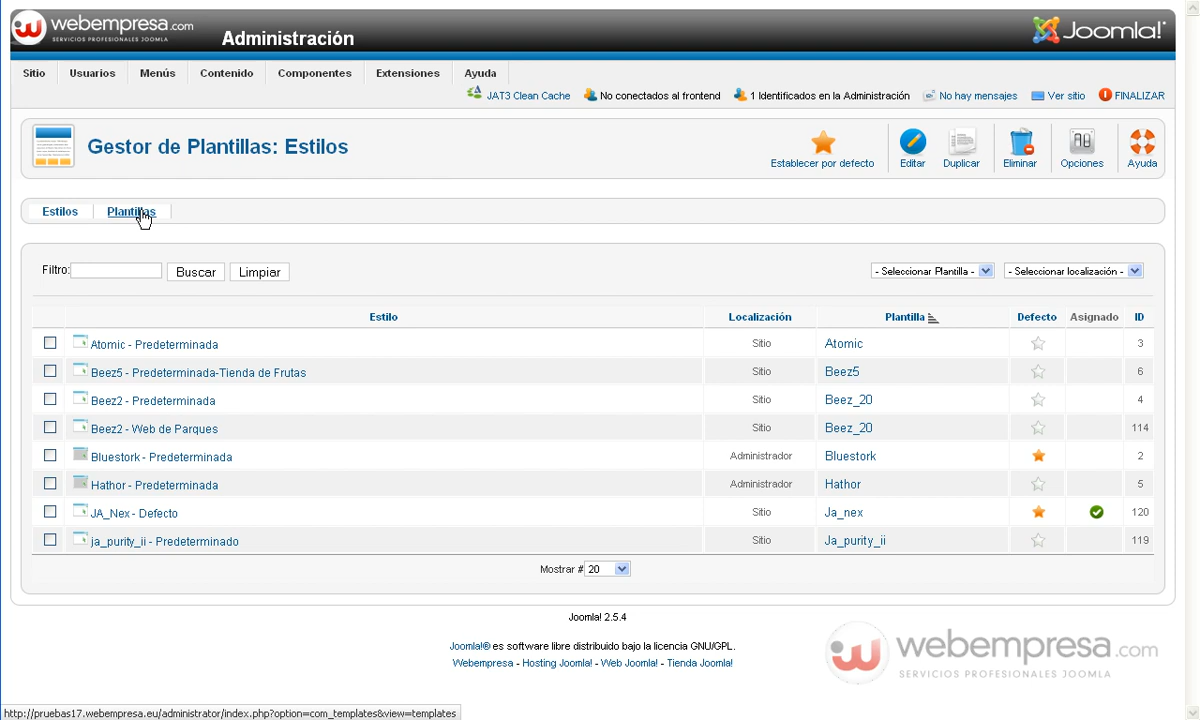 webempresa.com
SERVICIOS PROFESIONALES JOOMLA
Administración
Joomla!®
Sitio Usuarios Menús Contenido Componentes Extensiones Ayuda
JAT3 Clean Cache No conectados al frontend 1 Identificados en la Administración No hay mensajes Ver sitio FINALIZAR
Gestor de Plantillas: Estilos
Establecer por defecto Editar Duplicar Eliminar Opciones Ayuda
Estilos Plantillas
Filtro: Buscar Limpiar - Seleccionar Plantilla - - Seleccionar localización -
Estilo Localización Plantilla Defecto Asignado ID
Atomic - Predeterminada Sitio Atomic 3
Beez5 - Predeterminada-Tienda de Frutas Sitio Beez5 6
Beez2 - Predeterminada Sitio Beez_20 4
Beez2 - Web de Parques Sitio Beez_20 114
Bluestork - Predeterminada Administrador Bluestork 2
Hathor - Predeterminada Administrador Hathor 5
JA_Nex - Defecto Sitio Ja_nex 120
ja_purity_ii - Predeterminado Sitio Ja_purity_ii 119
Mostrar # 20
Joomla! 2.5.4
Joomla!® es software libre distribuido bajo la licencia GNU/GPL.
Webempresa - Hosting Joomla! - Web Joomla! - Tienda Joomla!
webempresa.com
SERVICIOS PROFESIONALES JOOMLA
http://pruebas17.webempresa.eu/administrator/index.php?option=com_templates&view=templates